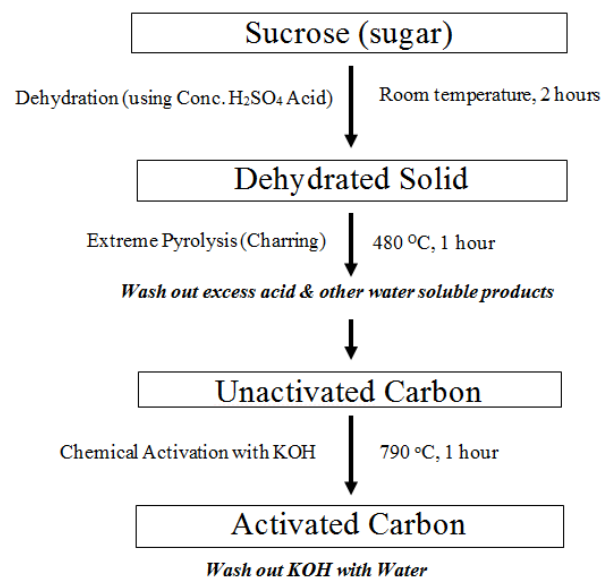 Sucrose (sugar)
Dehydration (using Conc. H₂SO₄ Acid)
Room temperature, 2 hours
Dehydrated Solid
Extreme Pyrolysis (Charring)
480 ᴼC, 1 hour
Wash out excess acid & other water soluble products
Unactivated Carbon
Chemical Activation with KOH
790 °C, 1 hour
Activated Carbon
Wash out KOH with Water